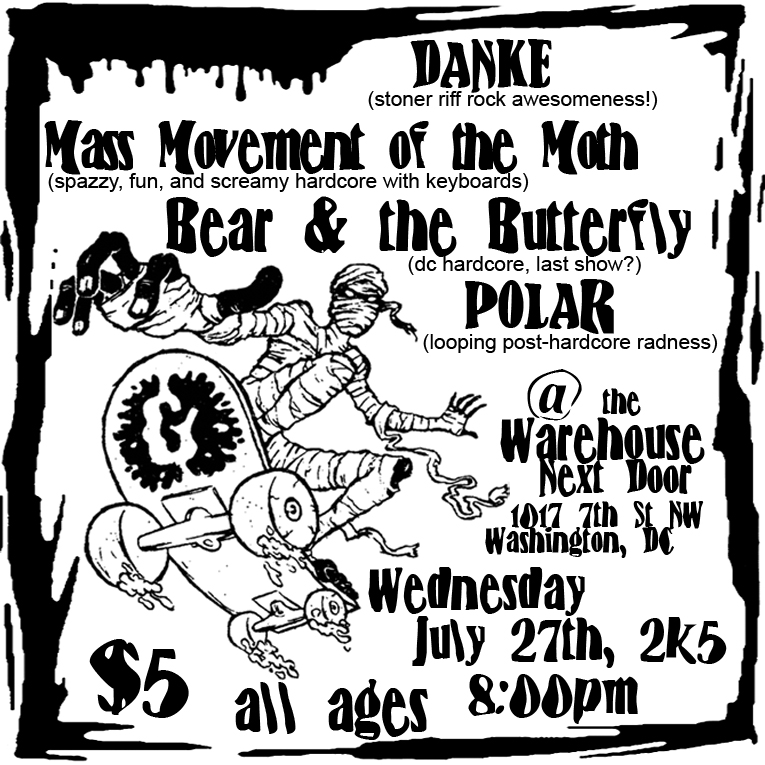 DANKE
(stoner riff rock awesomeness!)
Mass Movement of the Moth
(spazzy, fun, and screamy hardcore with keyboards)
Bear & the Butterfly
(dc hardcore, last show?)
POLAR
(looping post-hardcore radness)
@ the
Warehouse
Next Door
1017 7th St NW
Washington, DC
Wednesday
July 27th, 2K5
8:00pm
$5
all ages